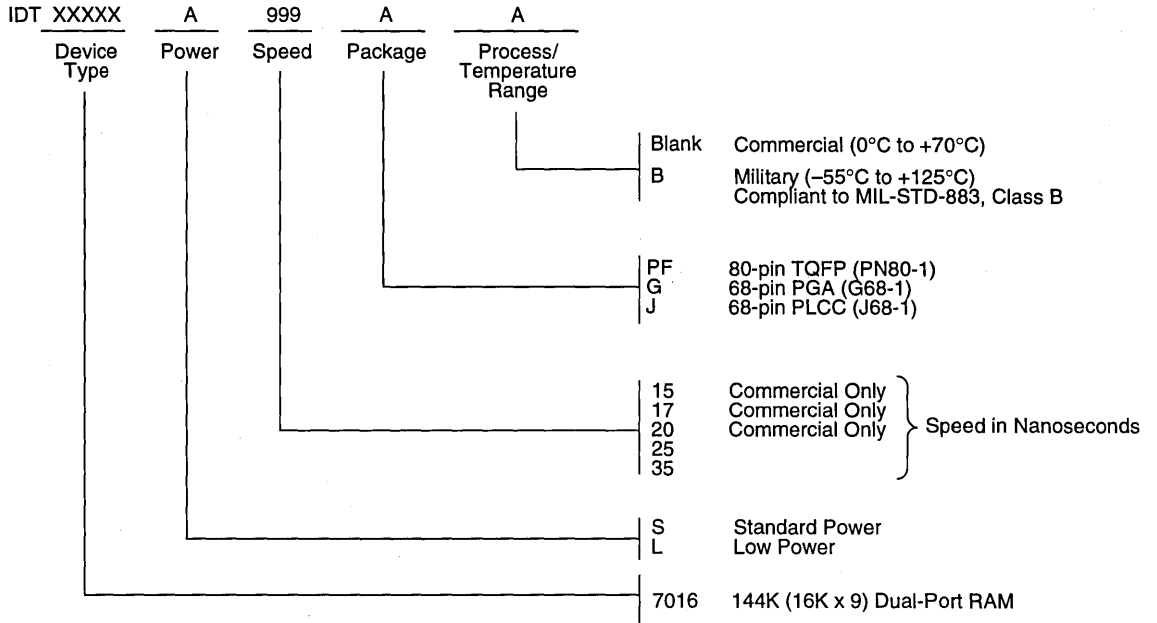 IDT XXXXX A 999 A A
Device Type Power Speed Package Process/ Temperature Range
Blank Commercial (0°C to +70°C)
B Military (–55°C to +125°C)
Compliant to MIL-STD-883, Class B
PF 80-pin TQFP (PN80-1)
G 68-pin PGA (G68-1)
J 68-pin PLCC (J68-1)
15 Commercial Only
17 Commercial Only
20 Commercial Only
Speed in Nanoseconds
25
35
S Standard Power
L Low Power
7016 144K (16K x 9) Dual-Port RAM